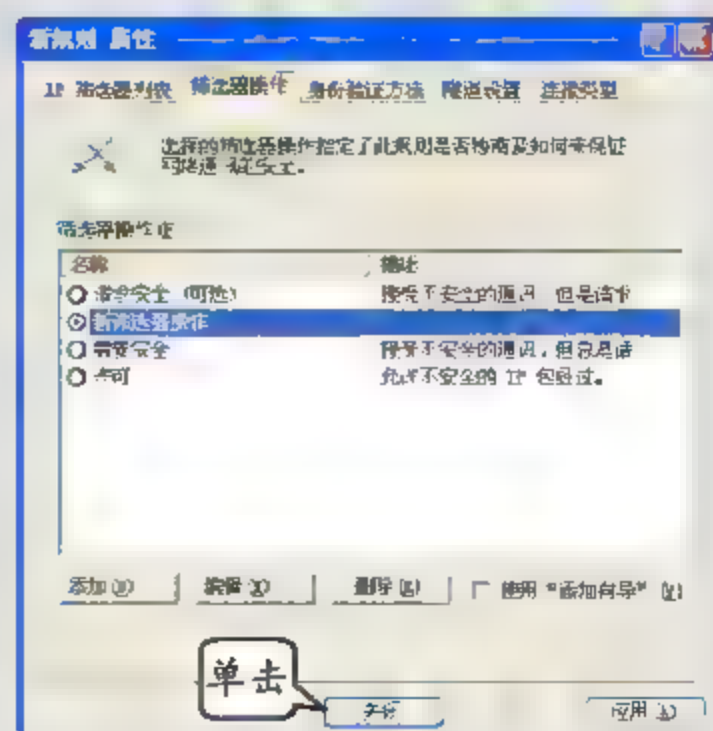 新规则 属性
IP 筛选器列表 筛选器操作 身份验证方法 隧道设置 连接类型
选择的筛选器操作指定了此规则是否协商及如何来保证
网络通讯的安全。
筛选器操作
名称 描述
请求安全 (可选) 接受不安全的通讯，但是请求
新筛选器操作
需要安全 接受不安全的通讯，但总是请
许可 允许不安全的 IP 包经过。
添加(D) 编辑 删除 使用“添加向导”(W)
单击
关闭 应用(A)